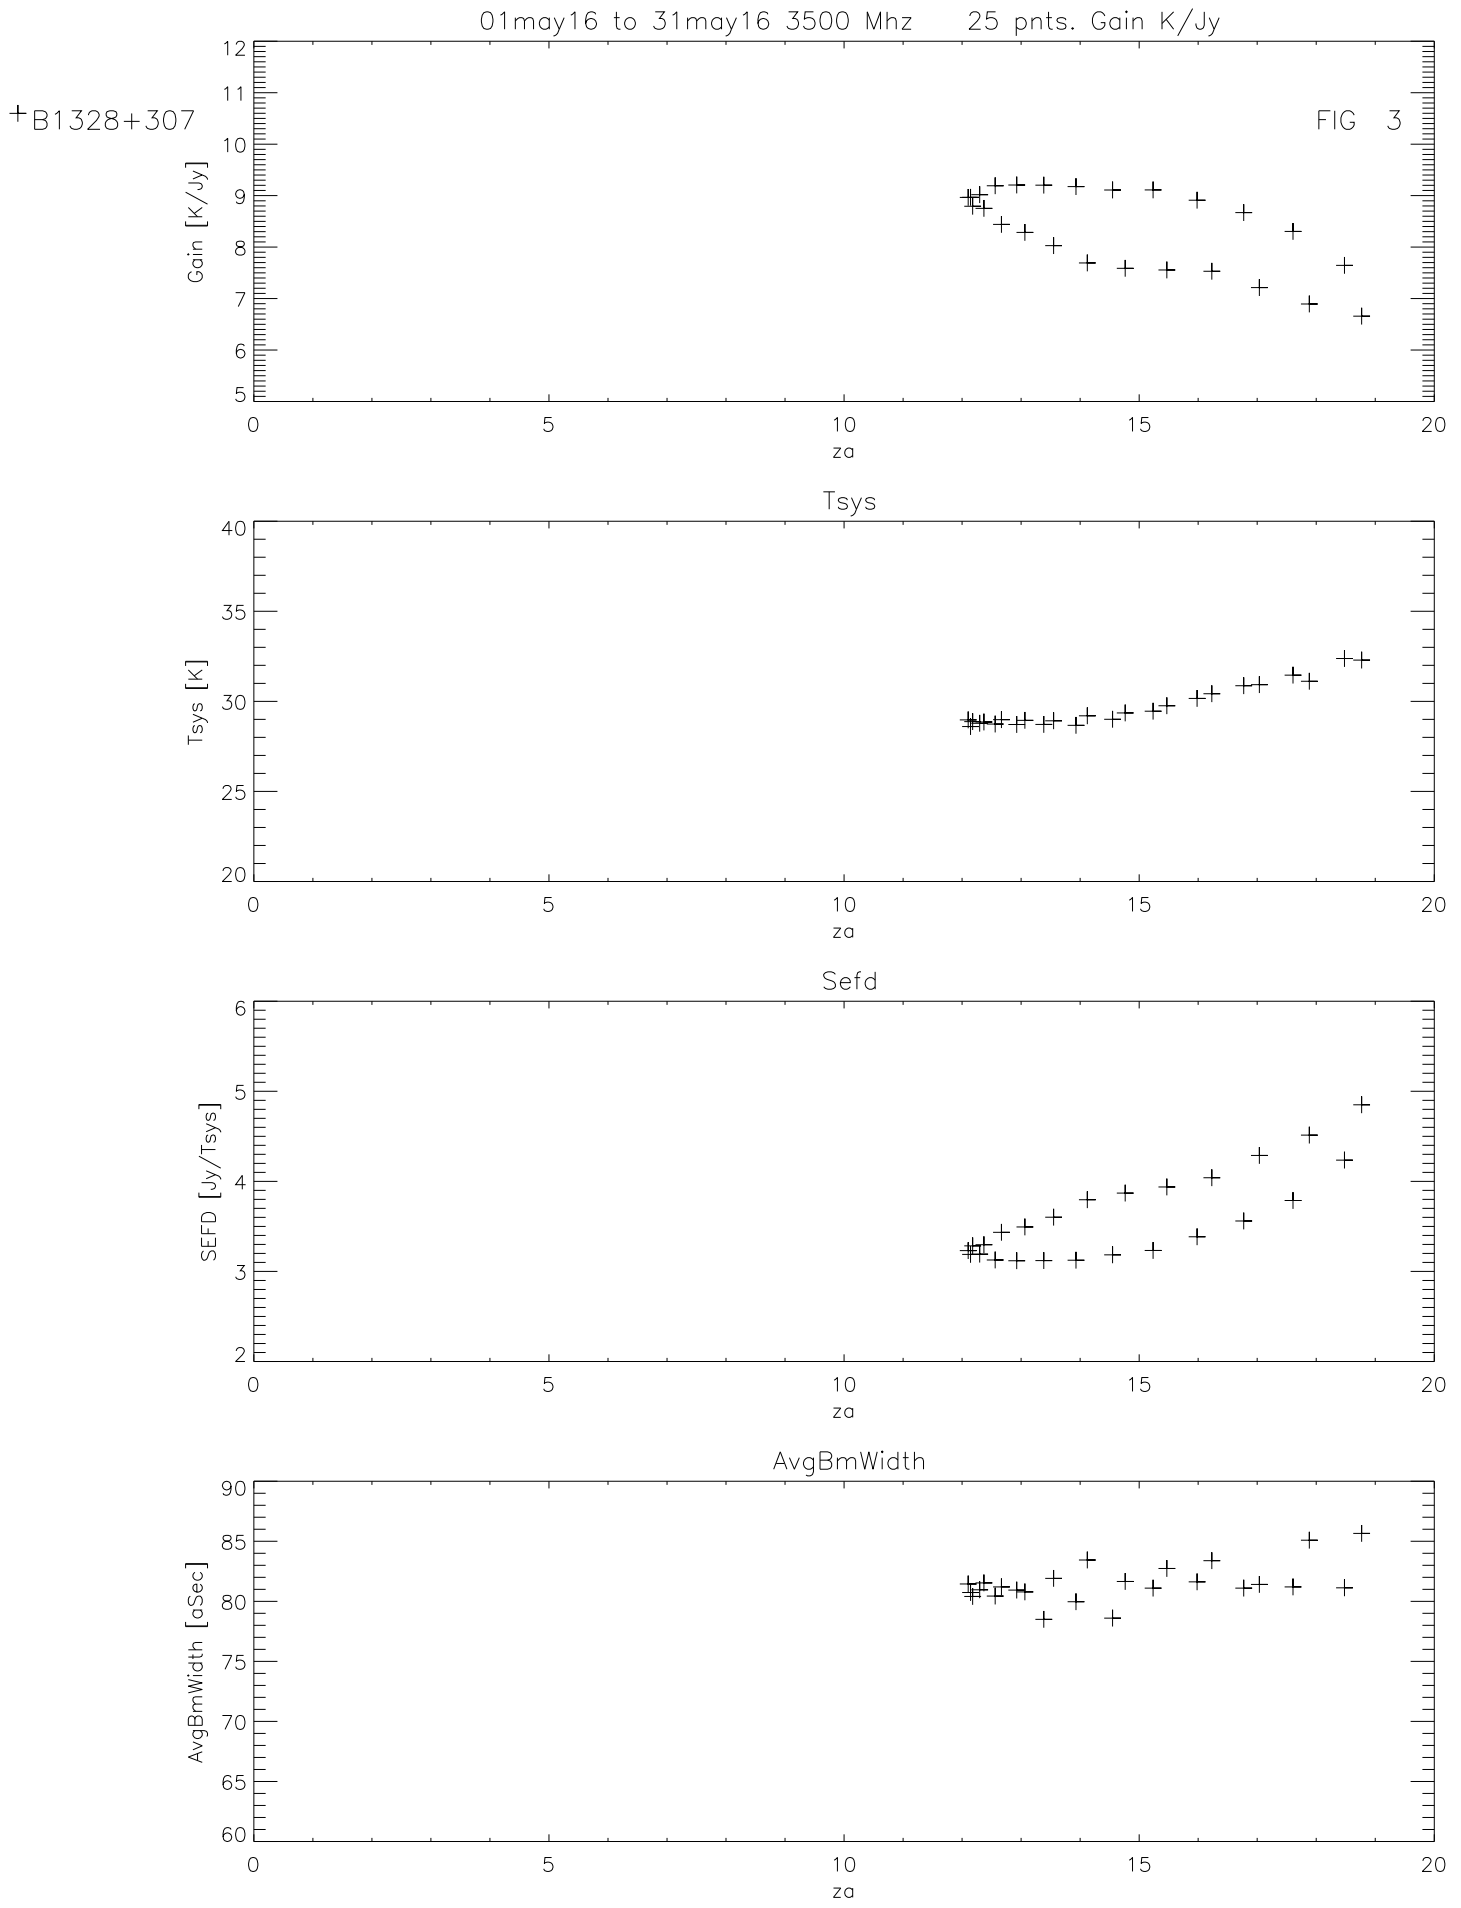 01may16 to 31may16 3500 Mhz 25 pnts. Gain K/Jy
+B1328+307
FIG 3
Gain [K/Jy]
12
11
10
9
8
7
6
5
0 5 10 15 20
za
Tsys
Tsys [K]
40
35
30
25
20
0 5 10 15 20
za
Sefd
SEFD [Jy/Tsys]
6
5
4
3
2
0 5 10 15 20
za
AvgBmWidth
AvgBmWidth [aSec]
90
85
80
75
70
65
60
0 5 10 15 20
za